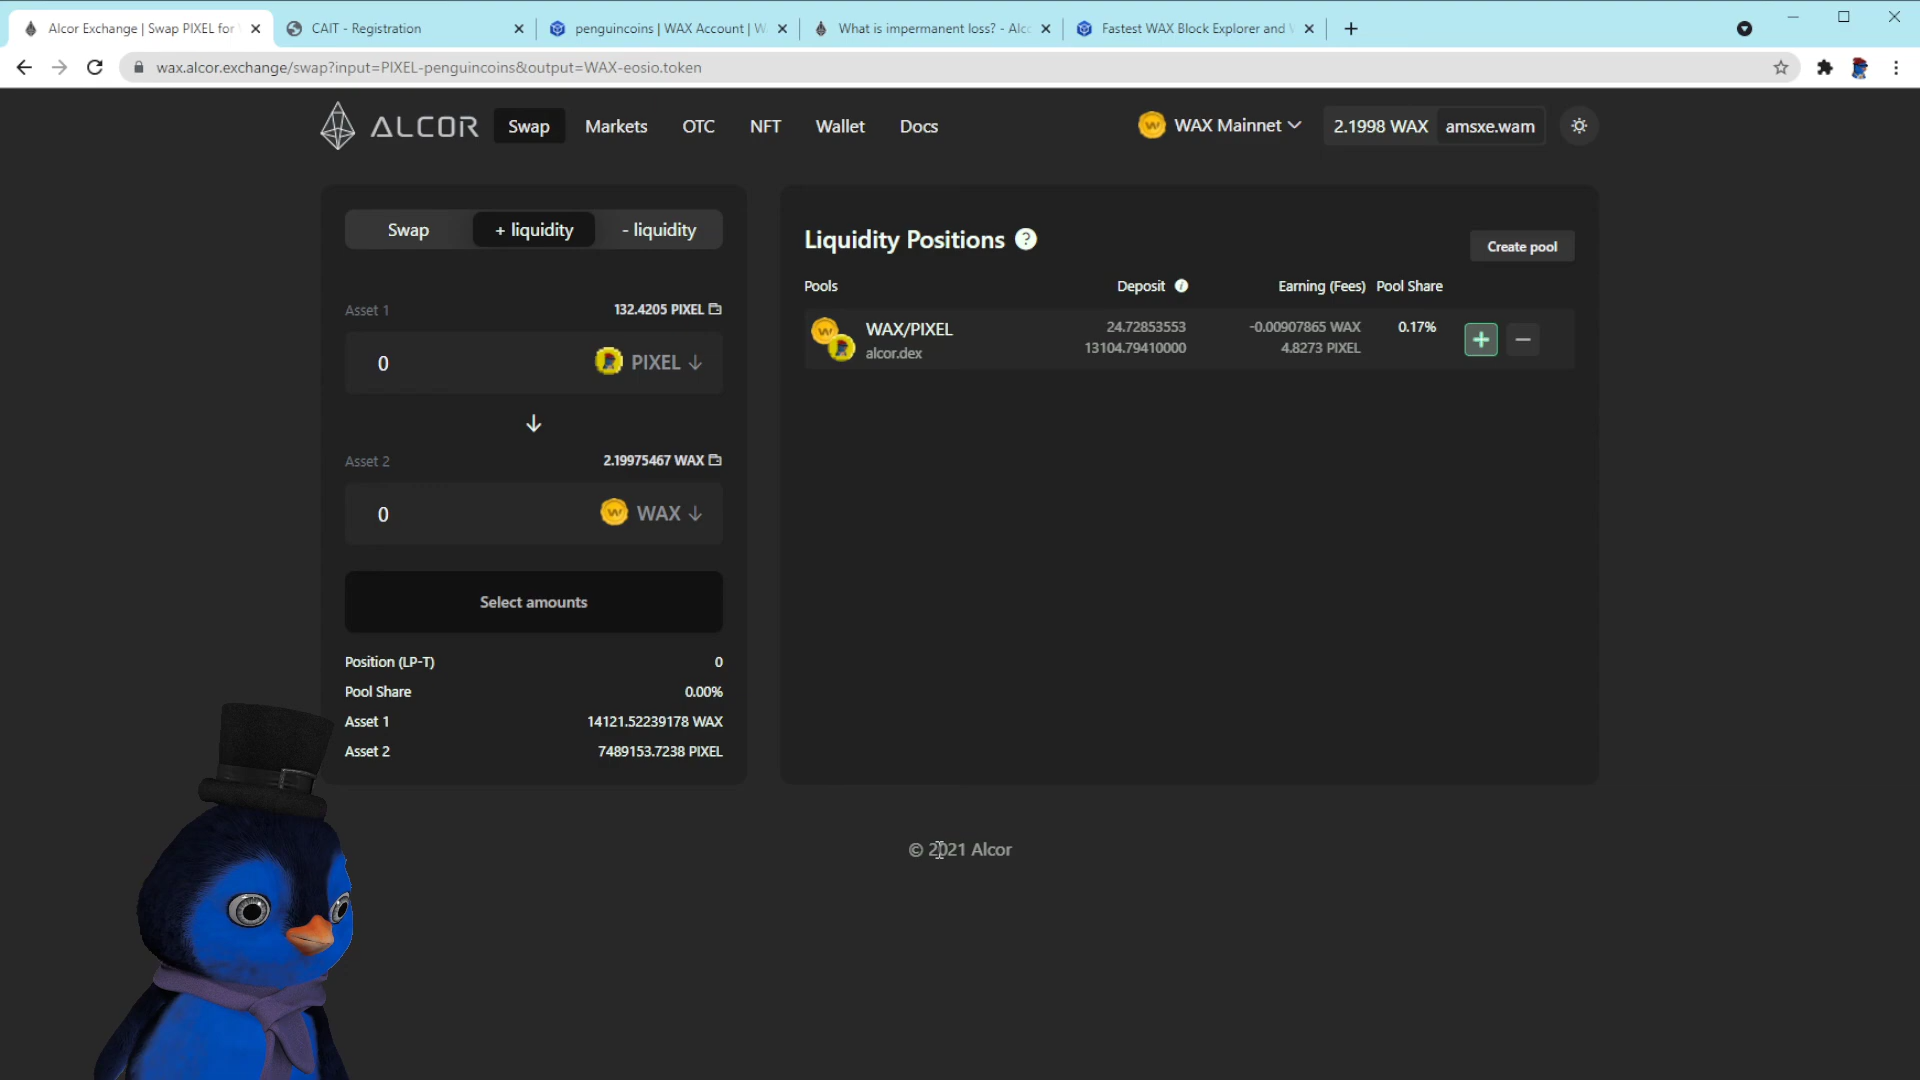 Alcor Exchange | Swap PIXEL for
CAIT - Registration
penguincoins | WAX Account | W
What is impermanent loss? - Alco
Fastest WAX Block Explorer and W
wax.alcor.exchange/swap?input=PIXEL-penguincoins&output=WAX-eosio.token
ALCOR
Swap
Markets
OTC
NFT
Wallet
Docs
WAX Mainnet
2.1998 WAX
amsxe.wam
Swap
+ liquidity
- liquidity
Asset 1
132.4205 PIXEL
0
PIXEL
Asset 2
2.19975467 WAX
0
WAX
Select amounts
Position (LP-T)
0
Pool Share
0.00%
Asset 1
14121.52239178 WAX
Asset 2
7489153.7238 PIXEL
Liquidity Positions ?
Create pool
Pools
Deposit i
Earning (Fees)
Pool Share
WAX/PIXEL
alcor.dex
24.72853553
13104.79410000
-0.00907865 WAX
4.8273 PIXEL
0.17%
© 2021 Alcor